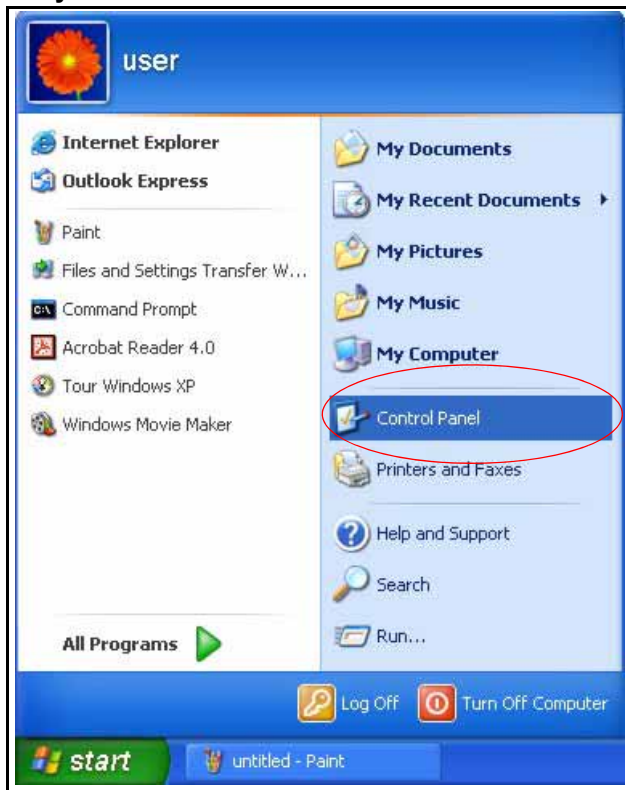 user
Internet Explorer
Outlook Express
Paint
Files and Settings Transfer W...
Command Prompt
Acrobat Reader 4.0
Tour Windows XP
Windows Movie Maker
All Programs
My Documents
My Recent Documents
My Pictures
My Music
My Computer
Control Panel
Printers and Faxes
Help and Support
Search
Run...
Log Off
Turn Off Computer
start
untitled - Paint